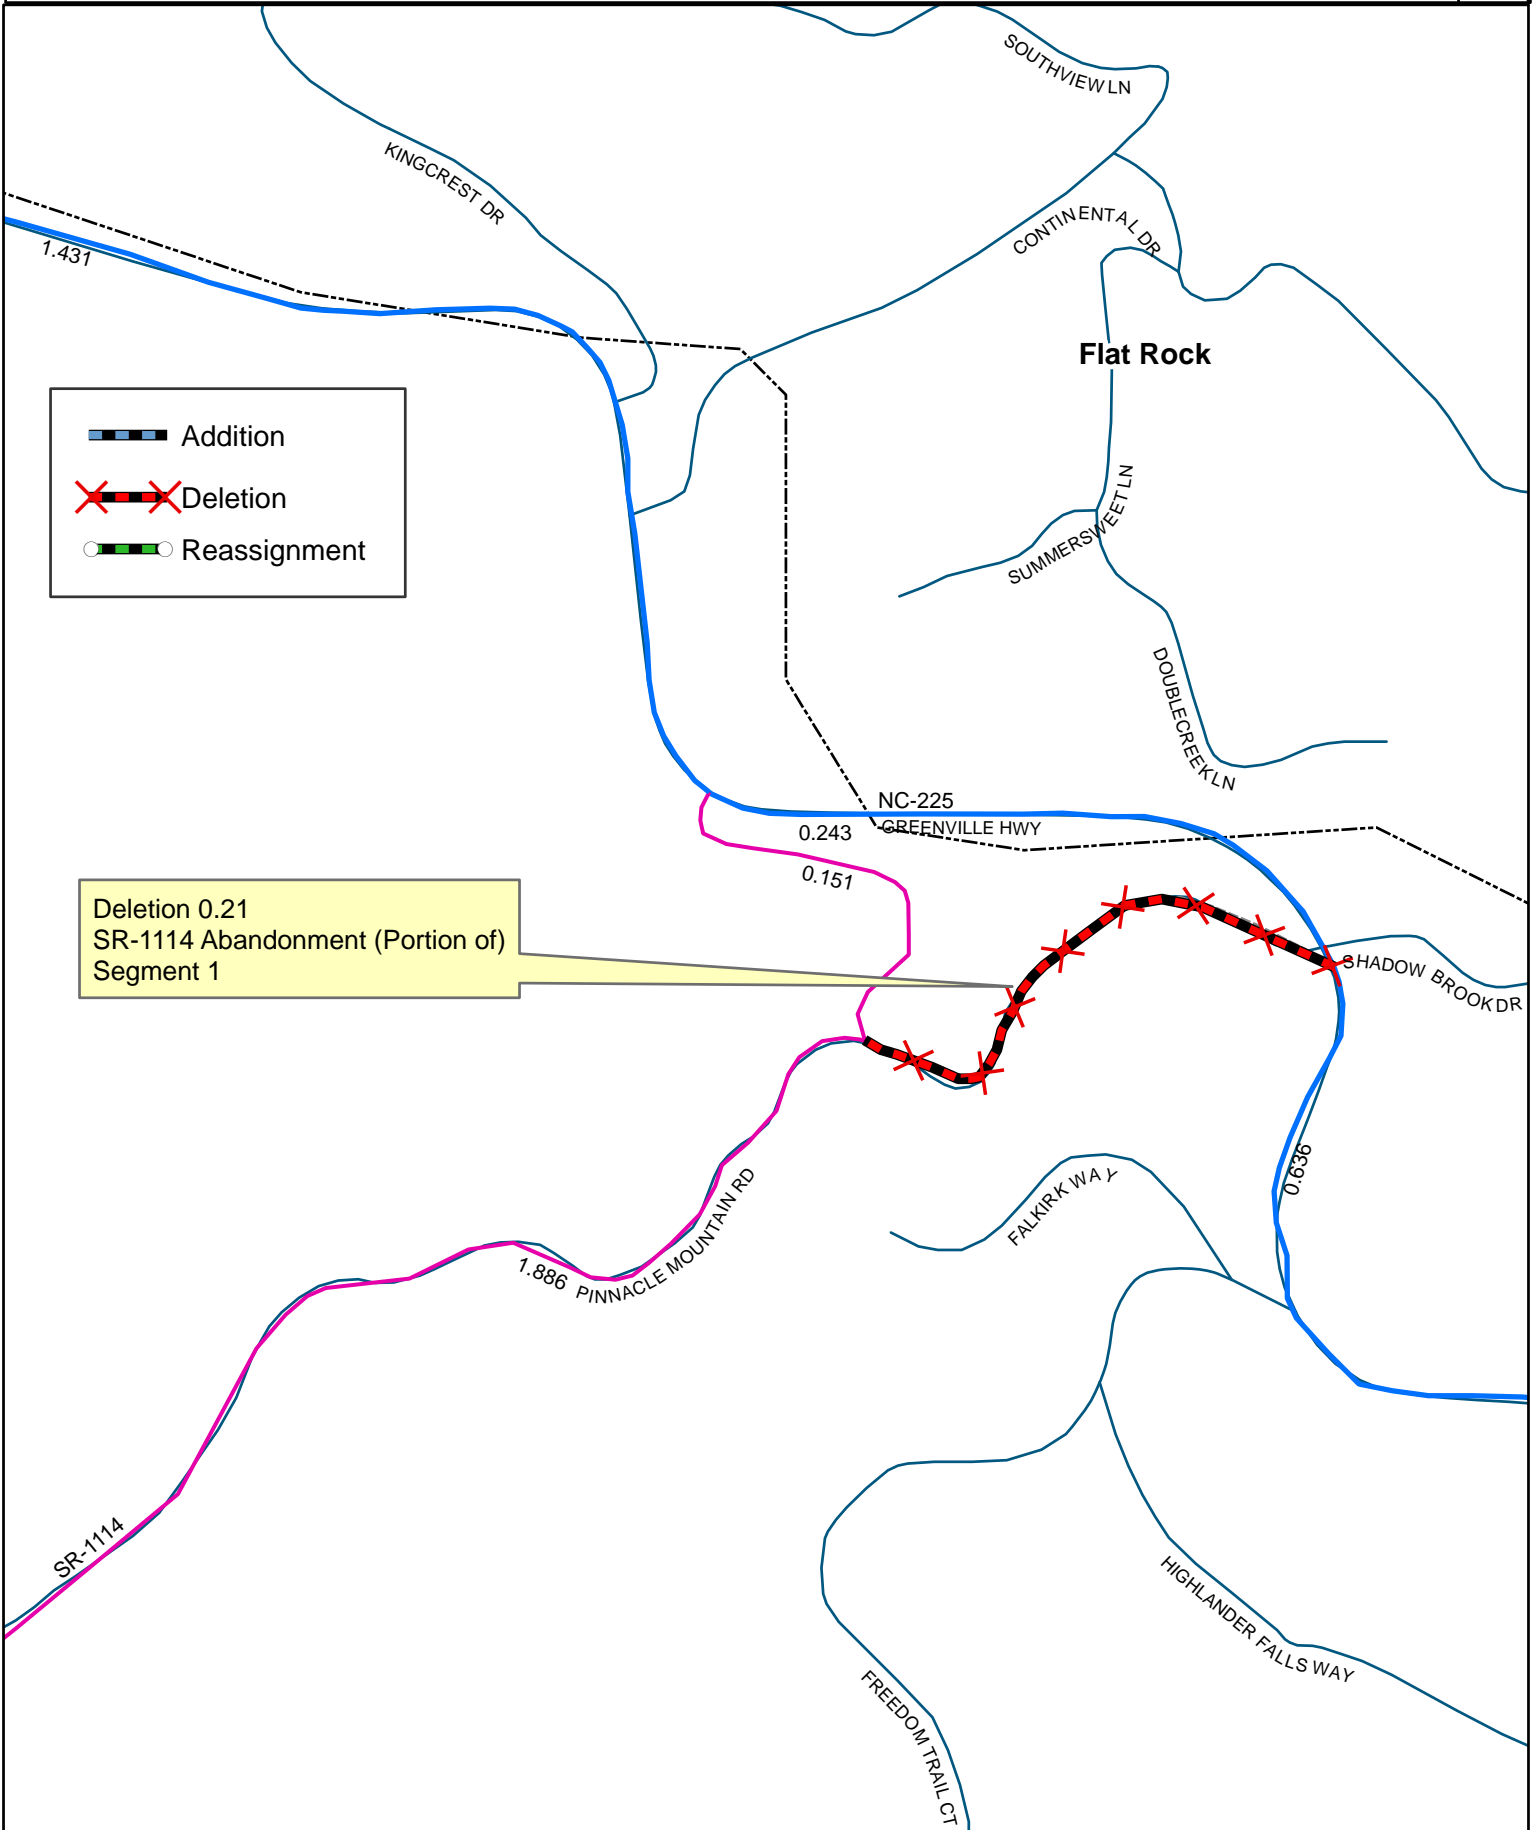 SOUTHVIEW LN
KINGCREST DR
CONTINENTAL DR
1.431
Flat Rock
Addition
Deletion
Reassignment
SUMMERSWEET LN
DOUBLECREEK LN
NC-225
0.243
GREENVILLE HWY
0.151
Deletion 0.21
SR-1114 Abandonment (Portion of)
Segment 1
SHADOW BROOK DR
0.636
FALKIRK WAY
PINNACLE MOUNTAIN RD
1.886
SR-1114
HIGHLANDER FALLS WAY
FREEDOM TRAIL CT